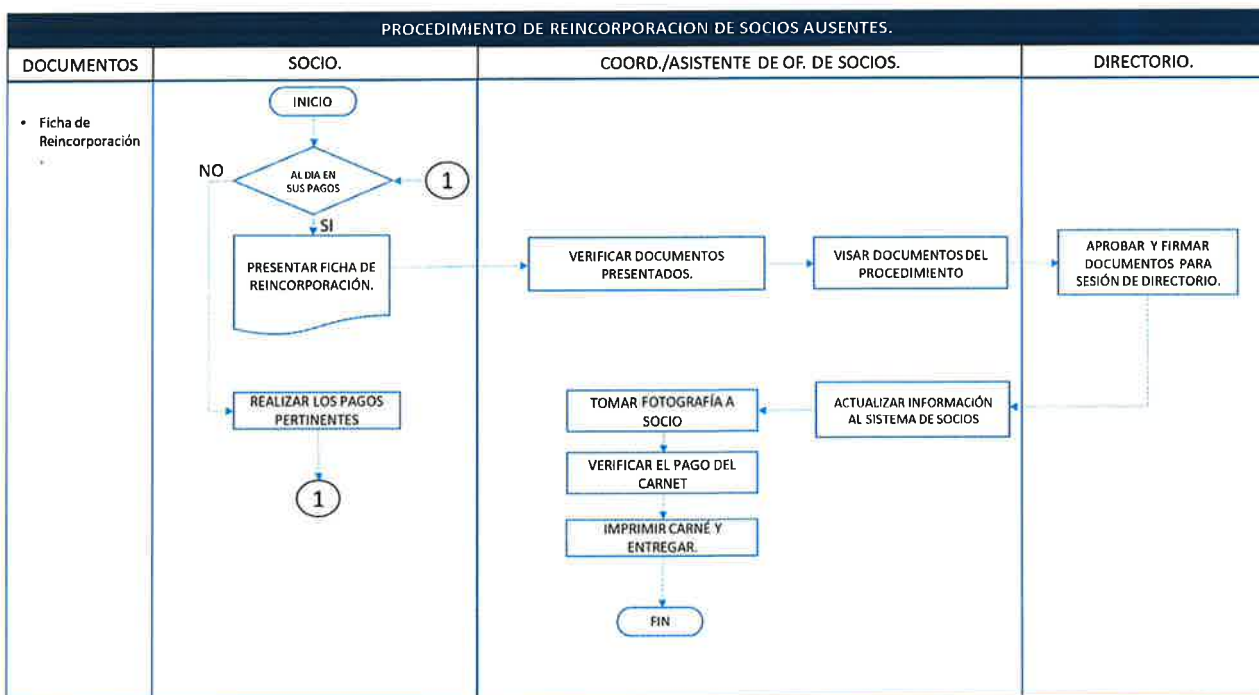 PROCEDIMIENTO DE REINCORPORACION DE SOCIOS AUSENTES.
DOCUMENTOS
SOCIO.
COORD./ASISTENTE DE OF. DE SOCIOS.
DIRECTORIO.
• Ficha de
Reincorporación
.
INICIO
NO
AL DIA EN
SUS PAGOS
1
SI
PRESENTAR FICHA DE
REINCORPORACIÓN.
VERIFICAR DOCUMENTOS
PRESENTADOS.
VISAR DOCUMENTOS DEL
PROCEDIMIENTO
APROBAR Y FIRMAR
DOCUMENTOS PARA
SESIÓN DE DIRECTORIO.
REALIZAR LOS PAGOS
PERTINENTES
1
TOMAR FOTOGRAFÍA A
SOCIO
ACTUALIZAR INFORMACIÓN
AL SISTEMA DE SOCIOS
VERIFICAR EL PAGO DEL
CARNET
IMPRIMIR CARNÉ Y
ENTREGAR.
FIN